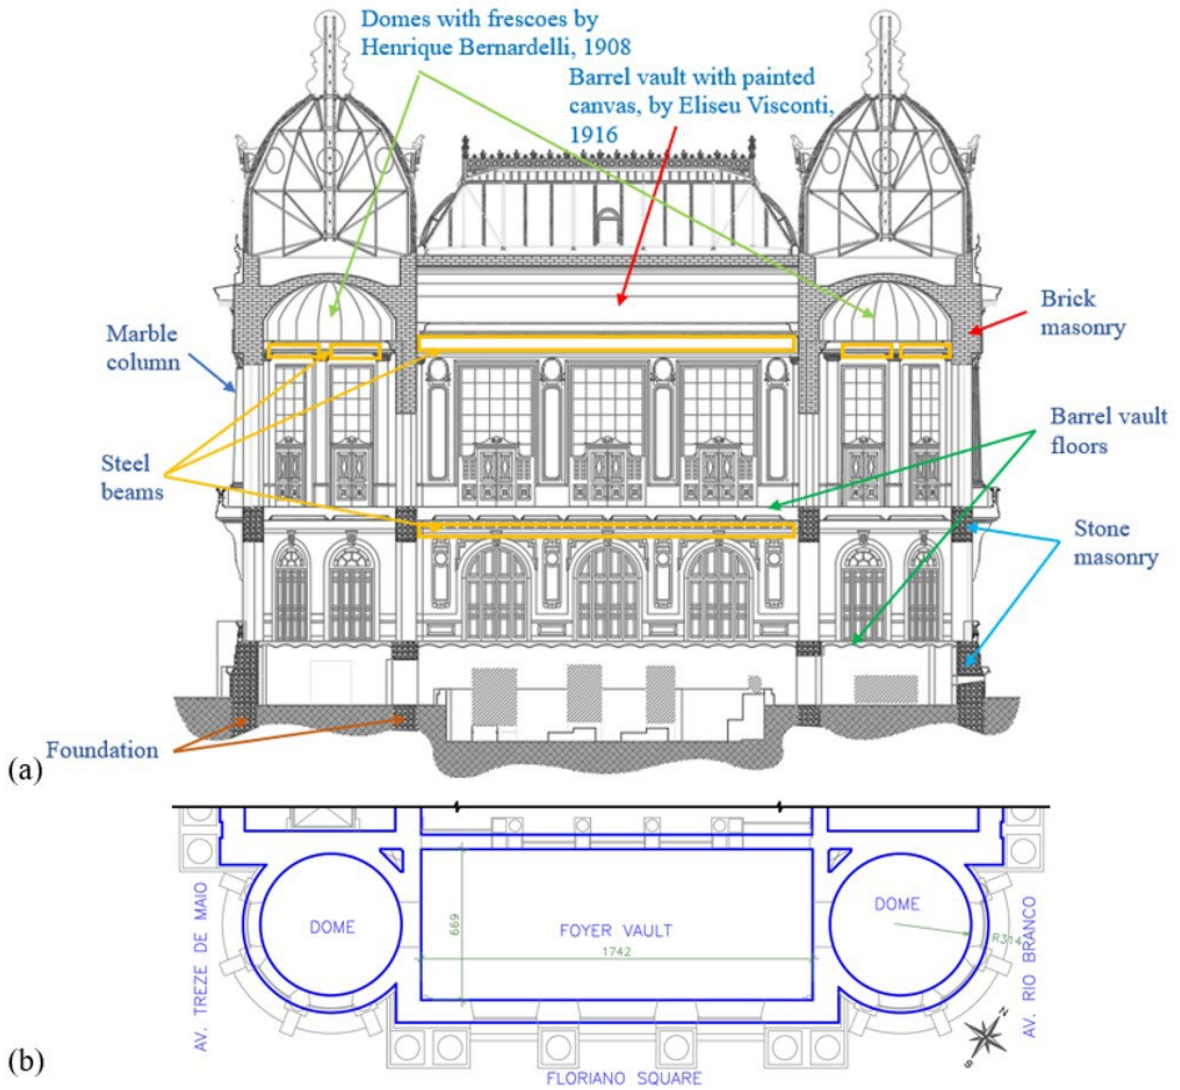 Domes with frescoes by
Henrique Bernardelli, 1908
Barrel vault with painted
canvas, by Eliseu Visconti,
1916
Marble
column
Brick
masonry
Steel
beams
Barrel vault
floors
Stone
masonry
Foundation
(a)
AV. TREZE DE MAIO
DOME
669
FOYER VAULT
1742
DOME
R314
AV. RIO BRANCO
N
S
FLORIANO SQUARE
(b)